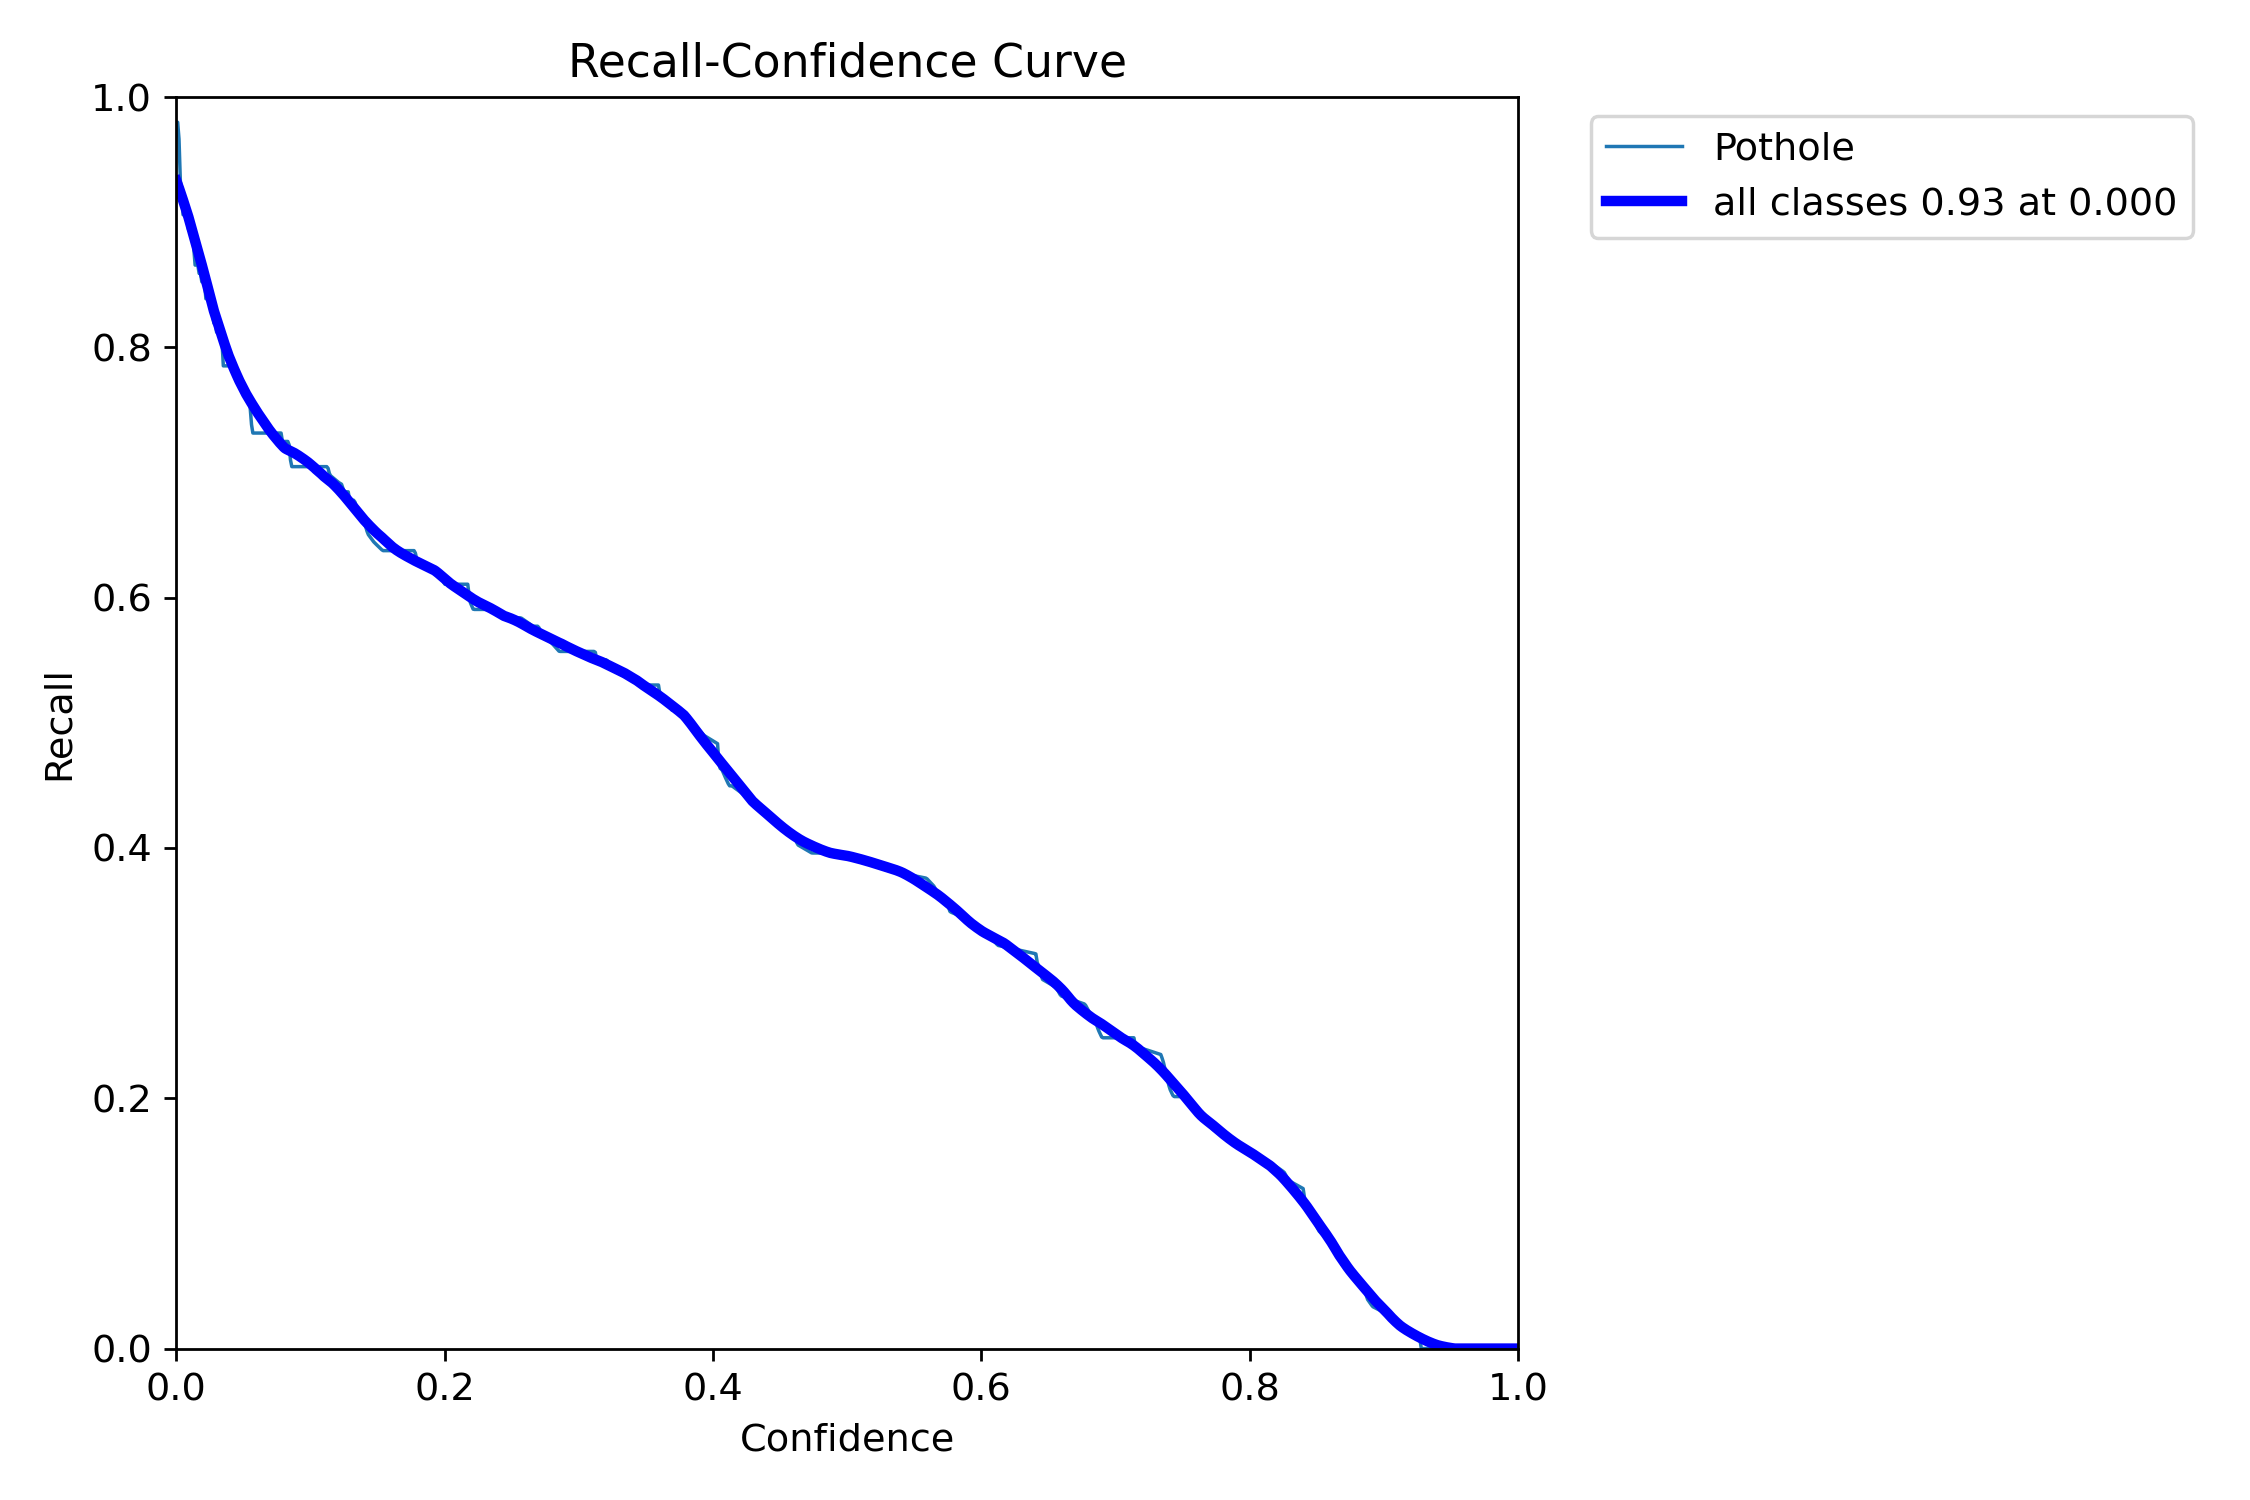 Recall-Confidence Curve
1.0
0.8
0.6
0.4
0.2
0.0
Recall
0.0 0.2 0.4 0.6 0.8 1.0
Confidence
Pothole
all classes 0.93 at 0.000